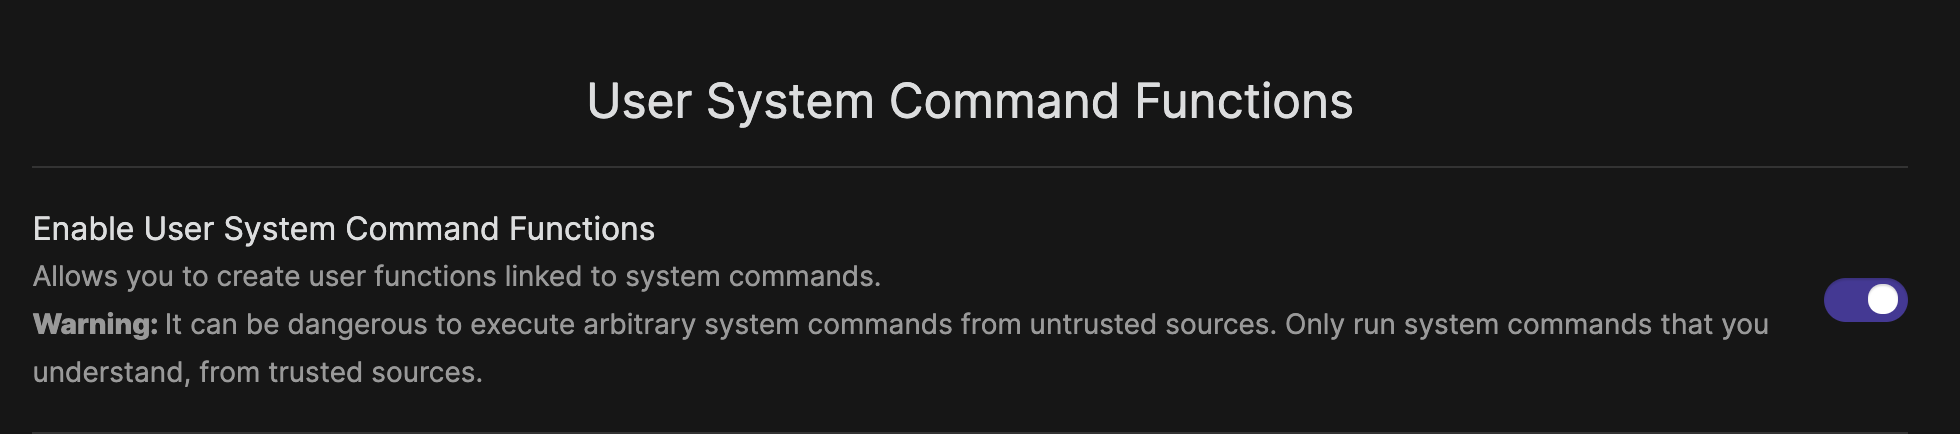 User System Command Functions
Enable User System Command Functions
Allows you to create user functions linked to system commands.
Warning: It can be dangerous to execute arbitrary system commands from untrusted sources. Only run system commands that you
understand, from trusted sources.